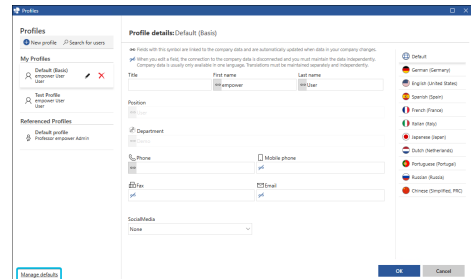 Profiles
Profiles
New profile
Search for users
My Profiles
Default (Basis)
empower User
User
Test Profile
empower User
User
Referenced Profiles
Default profile
Professor empower Admin
Manage defaults
Profile details: Default (Basis)
Fields with this symbol are linked to the company data and are automatically updated when data in your company changes.
When you edit a field, the connection to the company data is disconnected and you must maintain the data independently.
Company data is usually only available in one language. Translations must be maintained separately and independently.
Title
First name
Last name
empower
User
Position
Department
Phone
Mobile phone
Fax
Email
SocialMedia
None
Default
German (Germany)
English (United States)
Spanish (Spain)
French (France)
Italian (Italy)
Japanese (Japan)
Dutch (Netherlands)
Portuguese (Portugal)
Russian (Russia)
Chinese (Simplified, PRC)
OK
Cancel